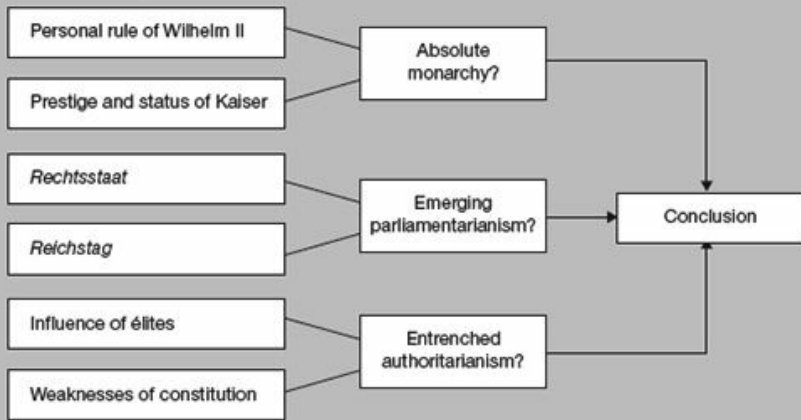 Personal rule of Wilhelm II
Prestige and status of Kaiser
Absolute
monarchy?
Rechtsstaat
Reichstag
Emerging
parliamentarianism?
Influence of élites
Weaknesses of constitution
Entrenched
authoritarianism?
Conclusion